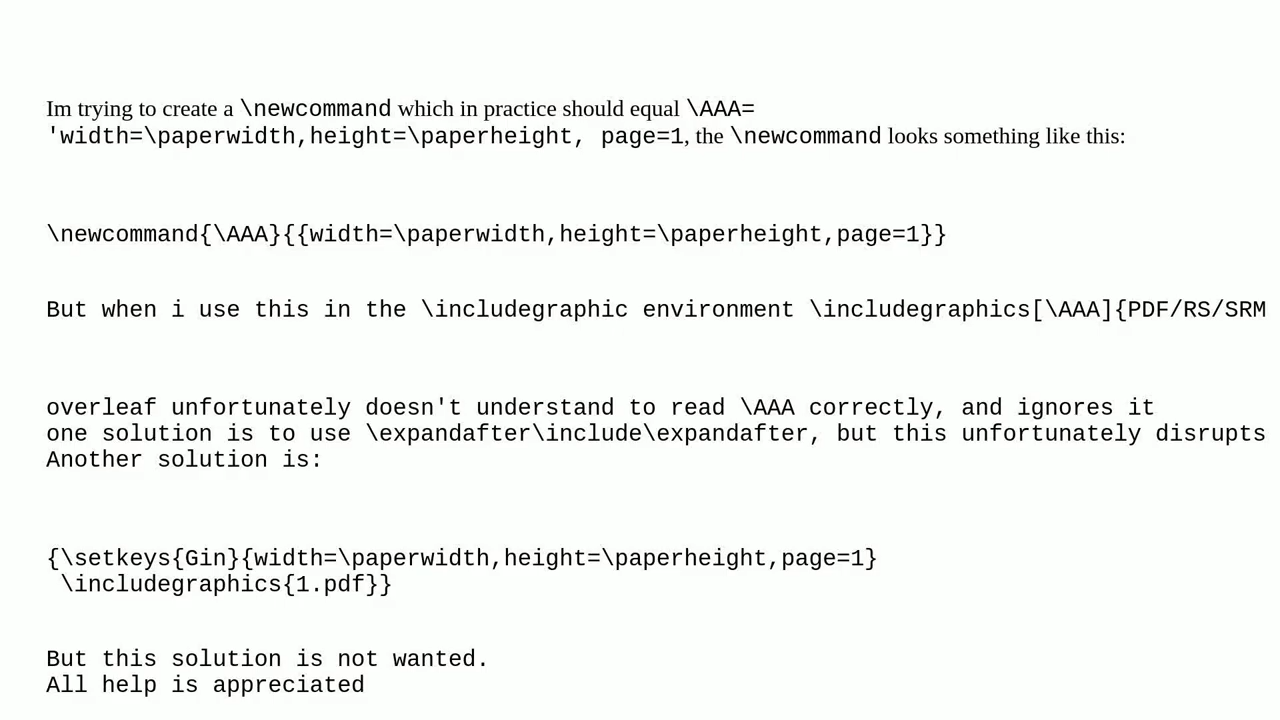 Im trying to create a \newcommand which in practice should equal \AAA=
'width=\paperwidth,height=\paperheight, page=1, the \newcommand looks something like this:
\newcommand{\AAA}{{width=\paperwidth,height=\paperheight,page=1}}
But when i use this in the \includegraphic environment \includegraphics[\AAA]{PDF/RS/SRM
overleaf unfortunately doesn't understand to read \AAA correctly, and ignores it
one solution is to use \expandafter\include\expandafter, but this unfortunately disrupts
Another solution is:
{\setkeys{Gin}{width=\paperwidth,height=\paperheight,page=1}
\includegraphics{1.pdf}}
But this solution is not wanted.
All help is appreciated